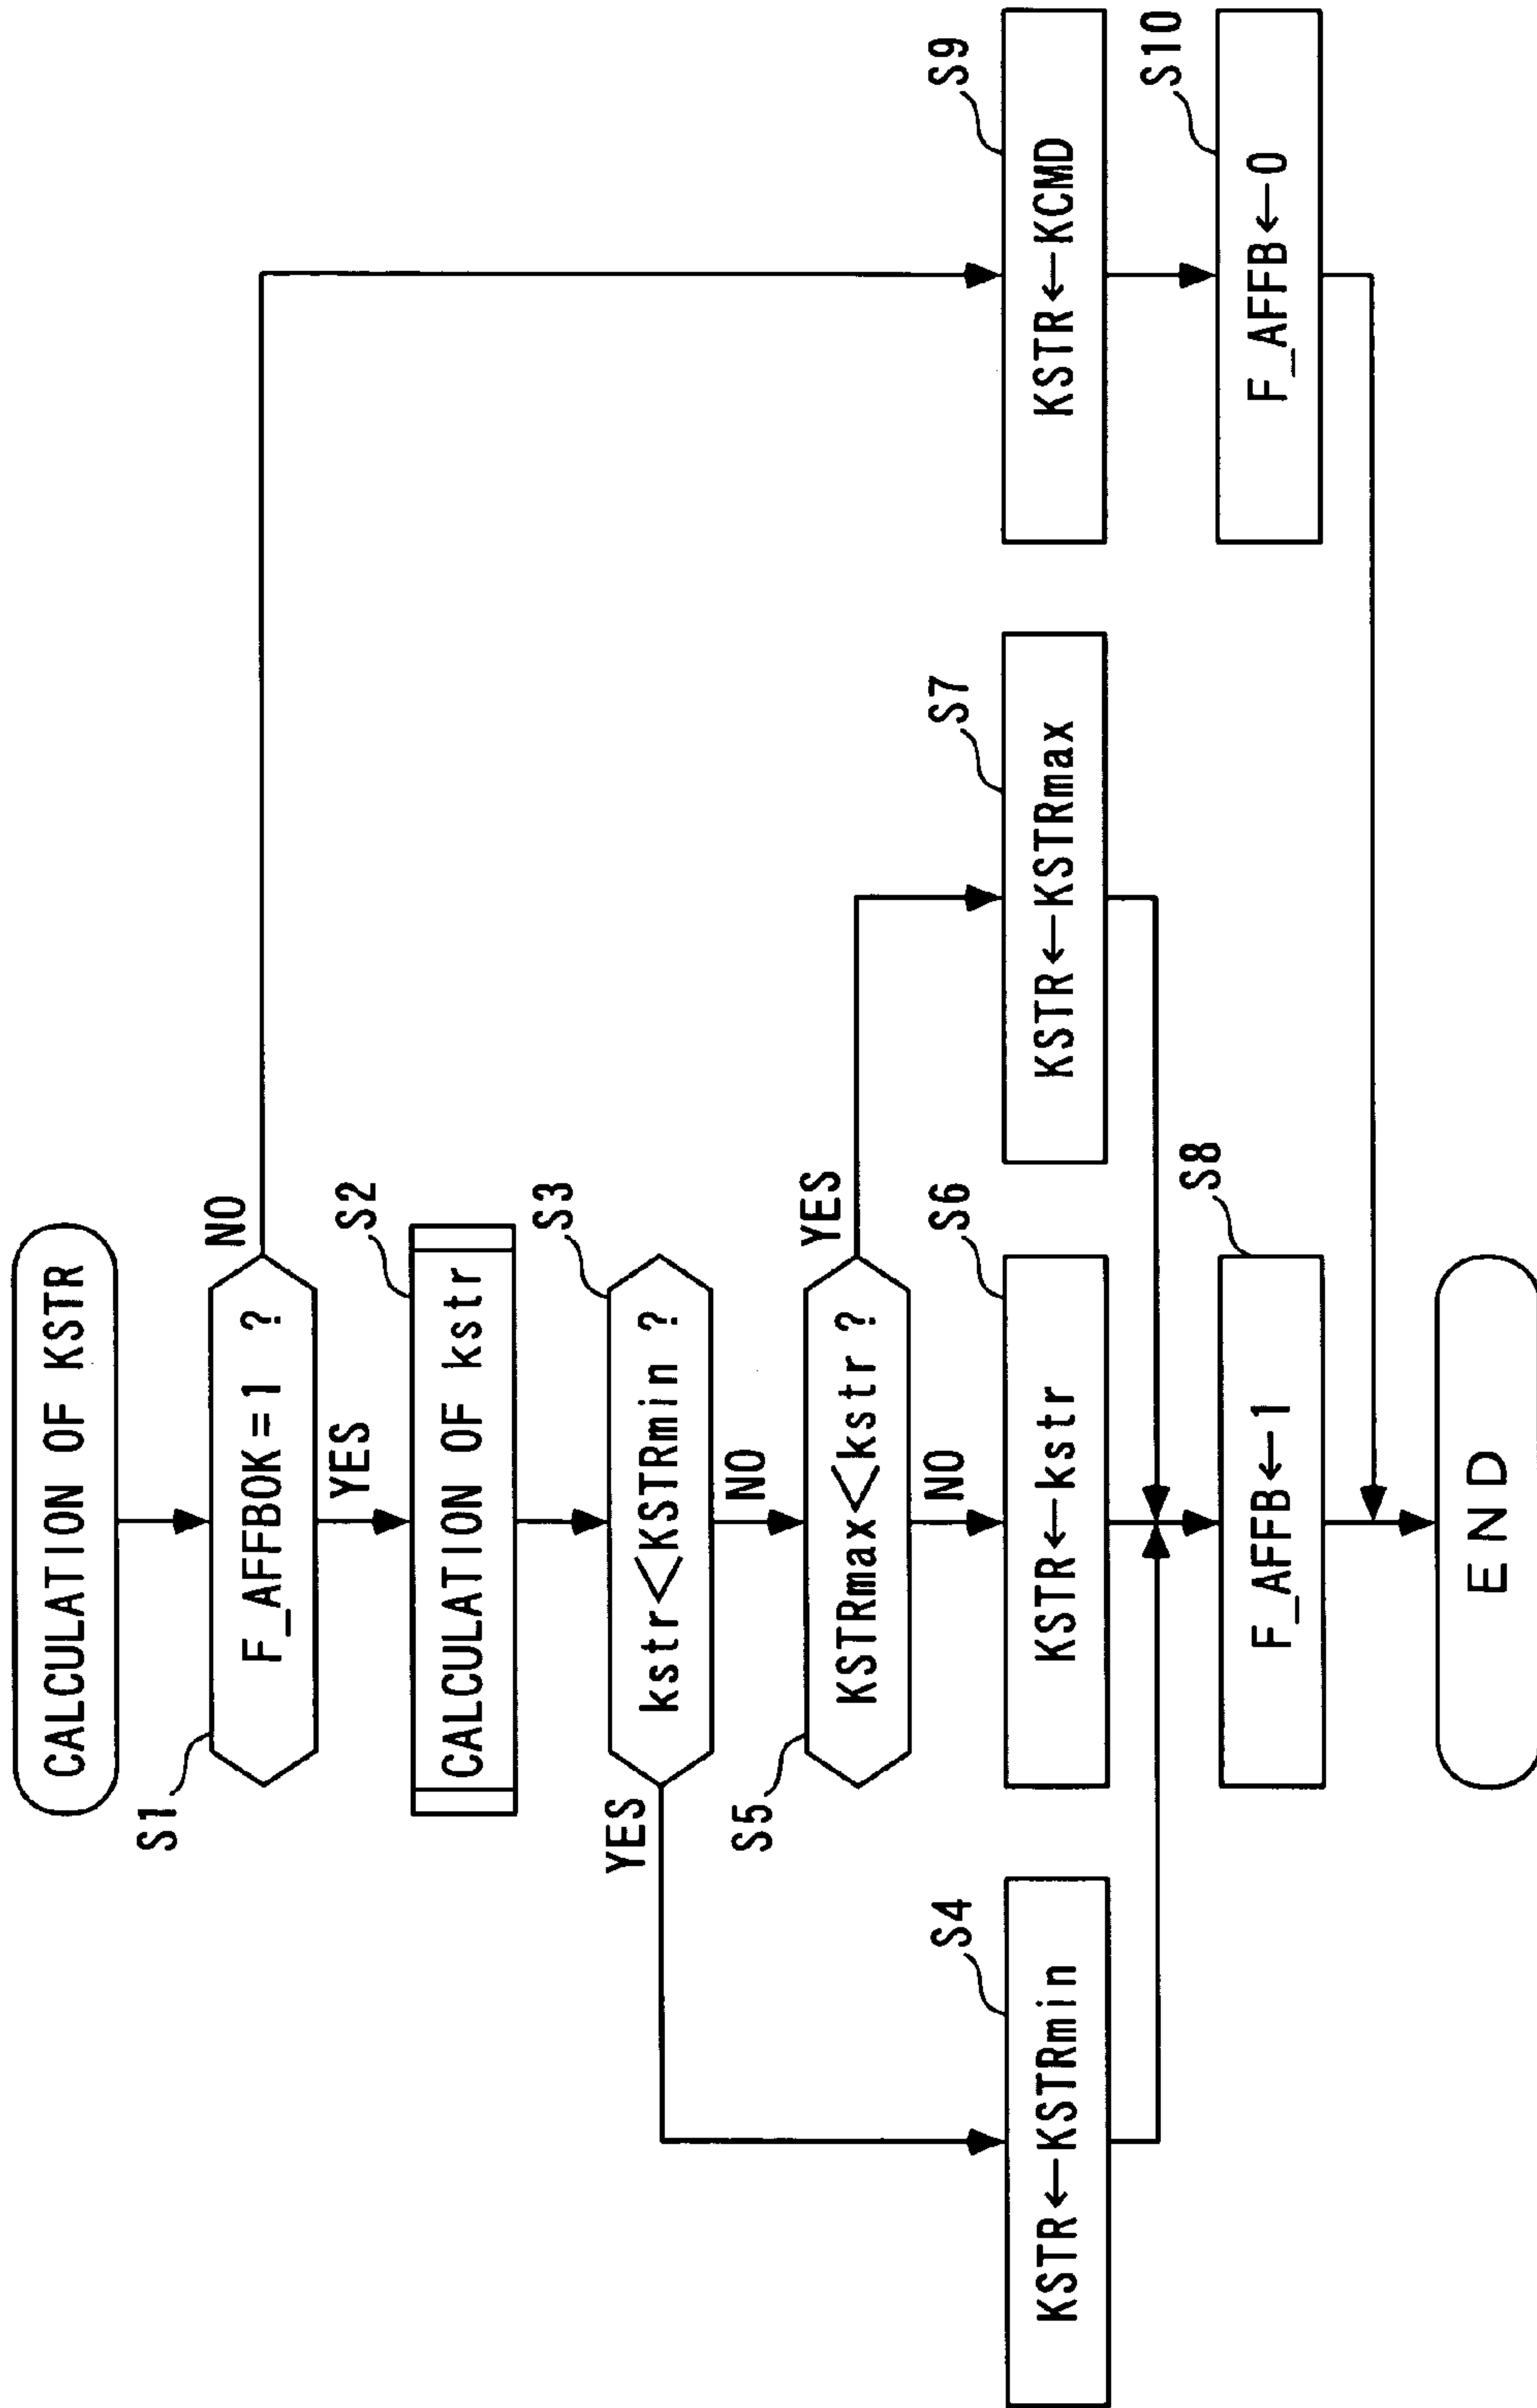 CALCULATION OF KSTR
S1
F_AFFBOK=1 ?
NO
YES
S2
CALCULATION OF kstr
S3
kstr<KSTRmin ?
YES
NO
S5
KSTRmax<kstr ?
YES
NO
S4
KSTR←KSTRmin
S6
KSTR←kstr
S7
KSTR←KSTRmax
S9
KSTR←KCMD
S8
F_AFFB←1
S10
F_AFFB←0
END